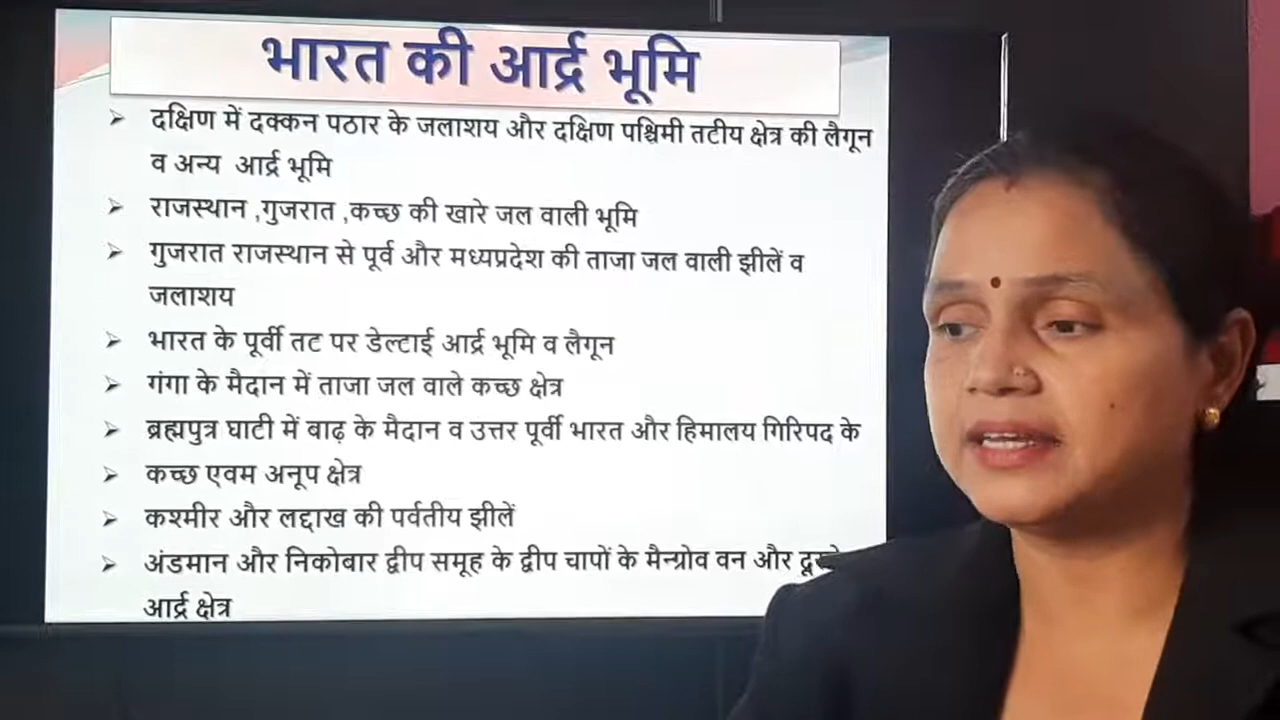 भारत की आर्द्र भूमि
➢ दक्षिण में दक्कन पठार के जलाशय और दक्षिण पश्चिमी तटीय क्षेत्र की लैगून
व अन्य आर्द्र भूमि
➢ राजस्थान ,गुजरात ,कच्छ की खारे जल वाली भूमि
➢ गुजरात राजस्थान से पूर्व और मध्यप्रदेश की ताजा जल वाली झीलें व
जलाशय
➢ भारत के पूर्वी तट पर डेल्टाई आर्द्र भूमि व लैगून
➢ गंगा के मैदान में ताजा जल वाले कच्छ क्षेत्र
➢ ब्रह्मपुत्र घाटी में बाढ़ के मैदान व उत्तर पूर्वी भारत और हिमालय गिरिपद के
➢ कच्छ एवम अनूप क्षेत्र
➢ कश्मीर और लद्दाख की पर्वतीय झीलें
➢ अंडमान और निकोबार द्वीप समूह के द्वीप चापों के मैन्ग्रोव वन और
आर्द्र क्षेत्र